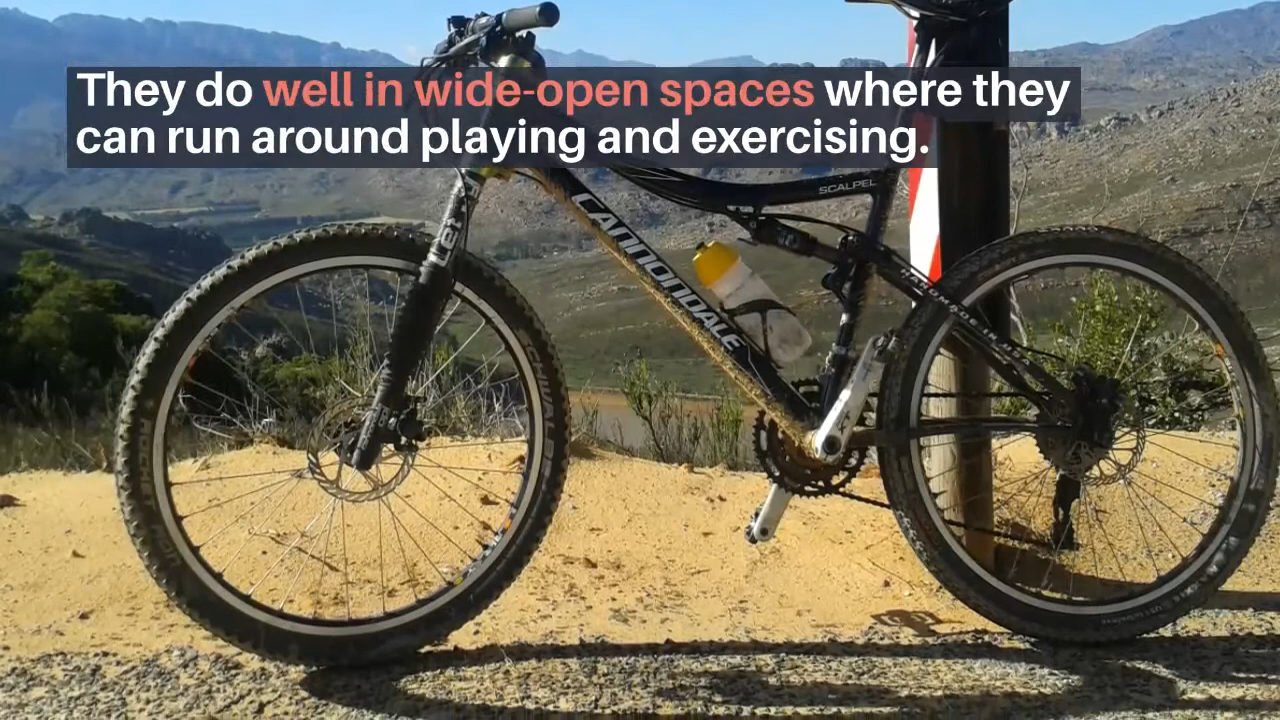 They do well in wide-open spaces where they
can run around playing and exercising.
SCALPEL
CANNONDALE